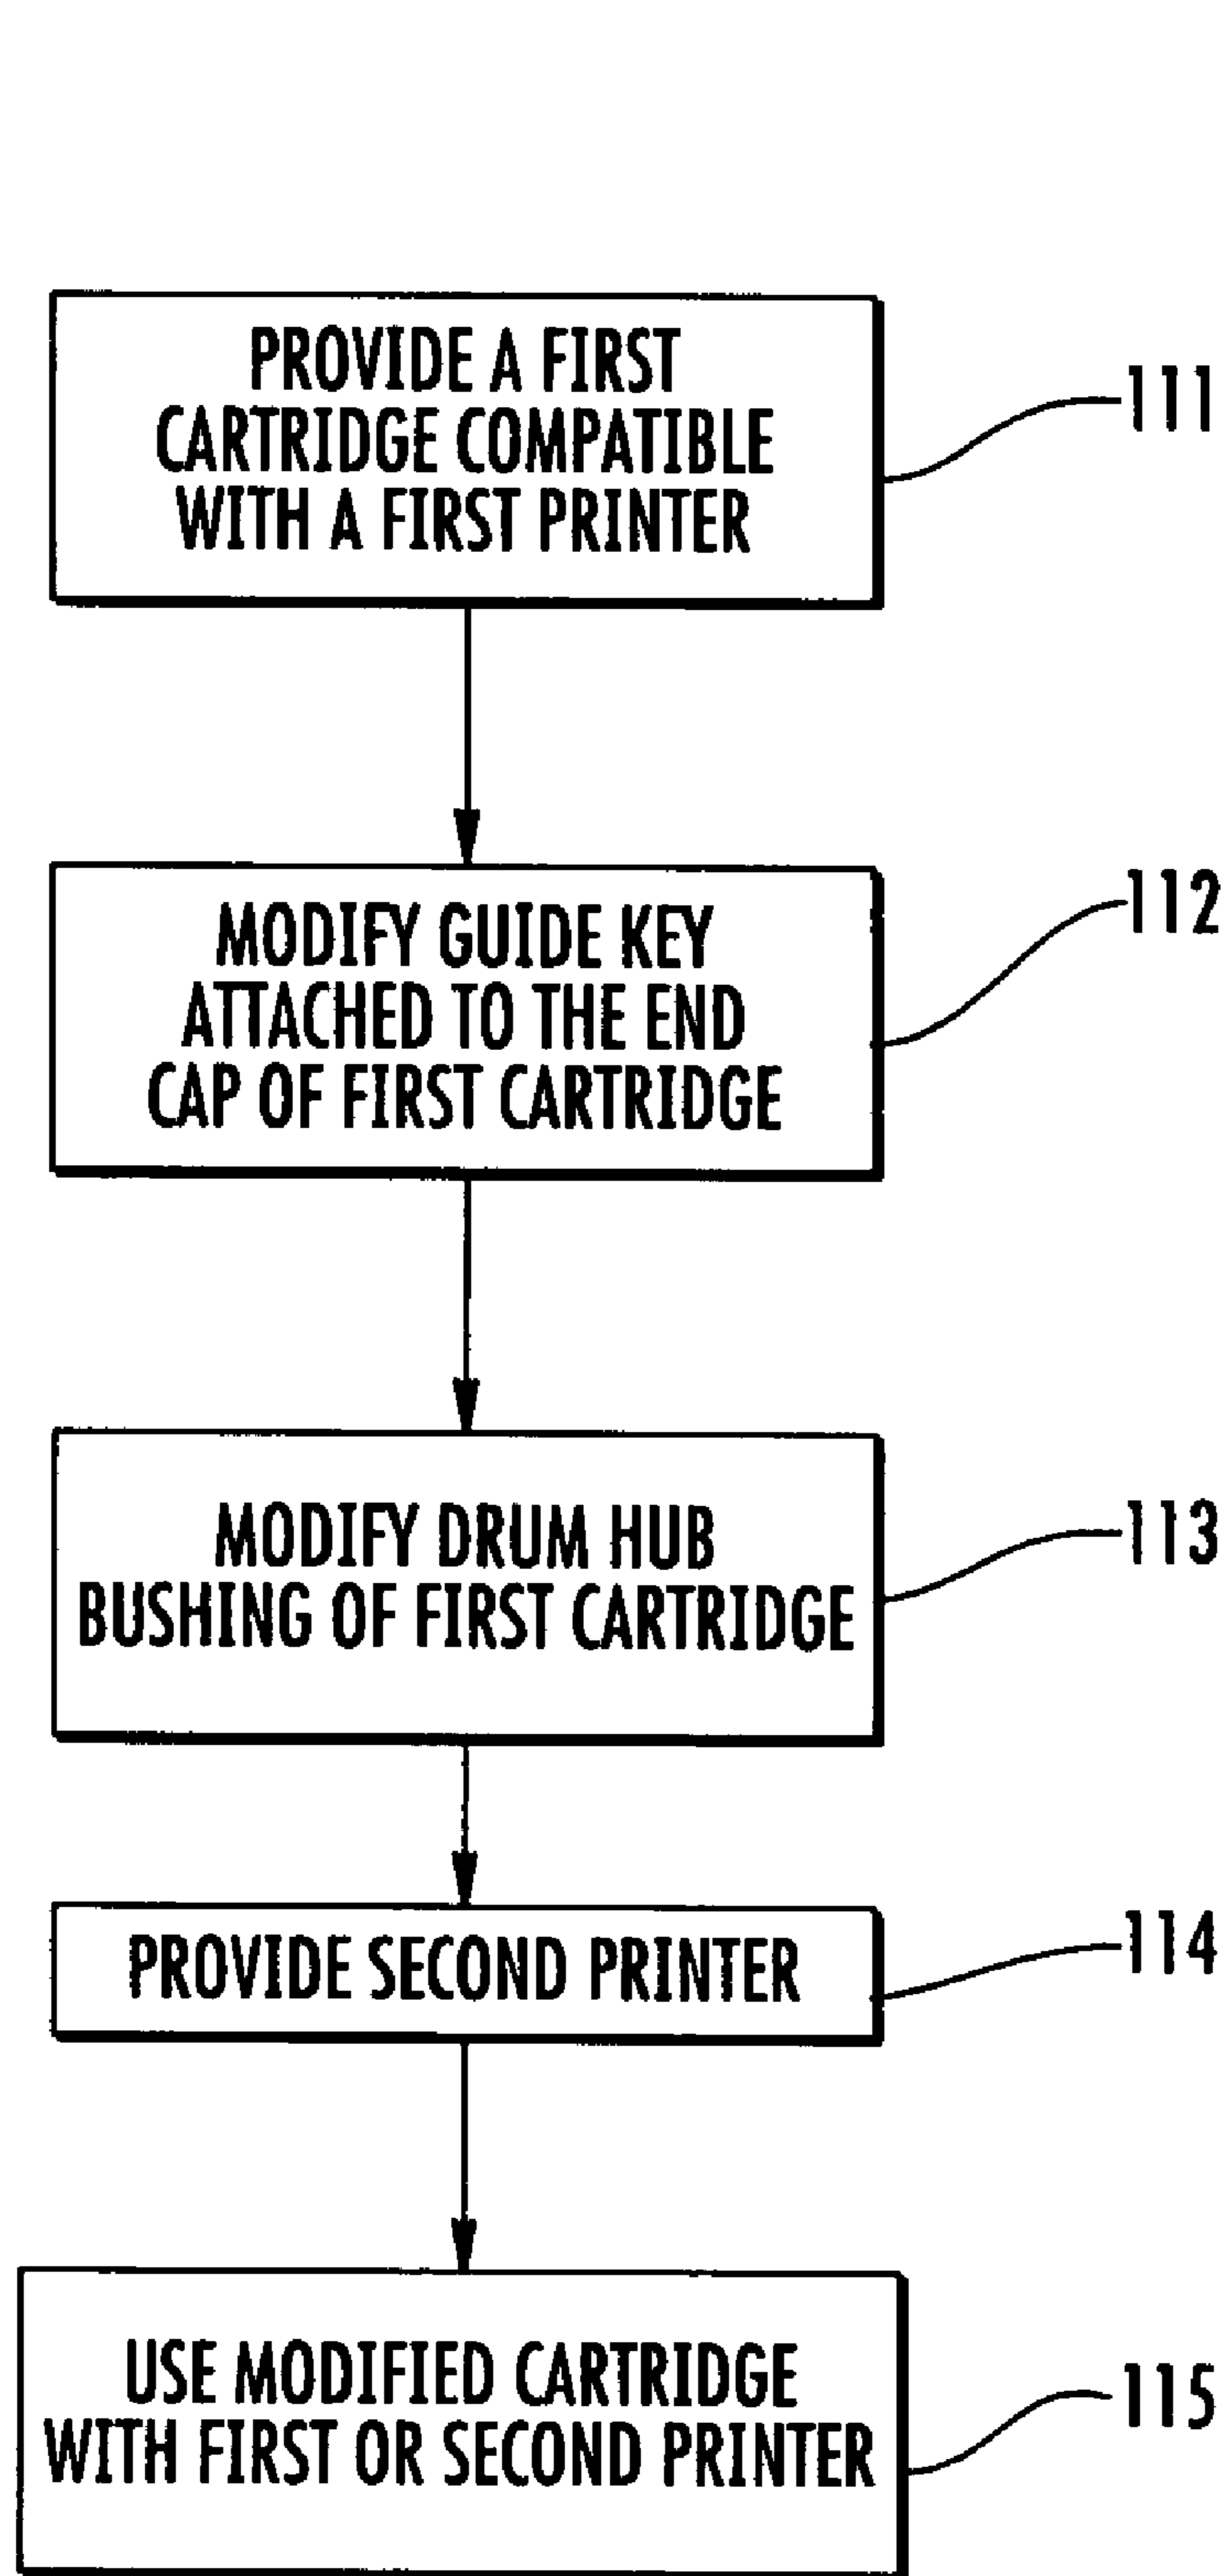 PROVIDE A FIRST
CARTRIDGE COMPATIBLE
WITH A FIRST PRINTER
111
MODIFY GUIDE KEY
ATTACHED TO THE END
CAP OF FIRST CARTRIDGE
112
MODIFY DRUM HUB
BUSHING OF FIRST CARTRIDGE
113
PROVIDE SECOND PRINTER
114
USE MODIFIED CARTRIDGE
WITH FIRST OR SECOND PRINTER
115